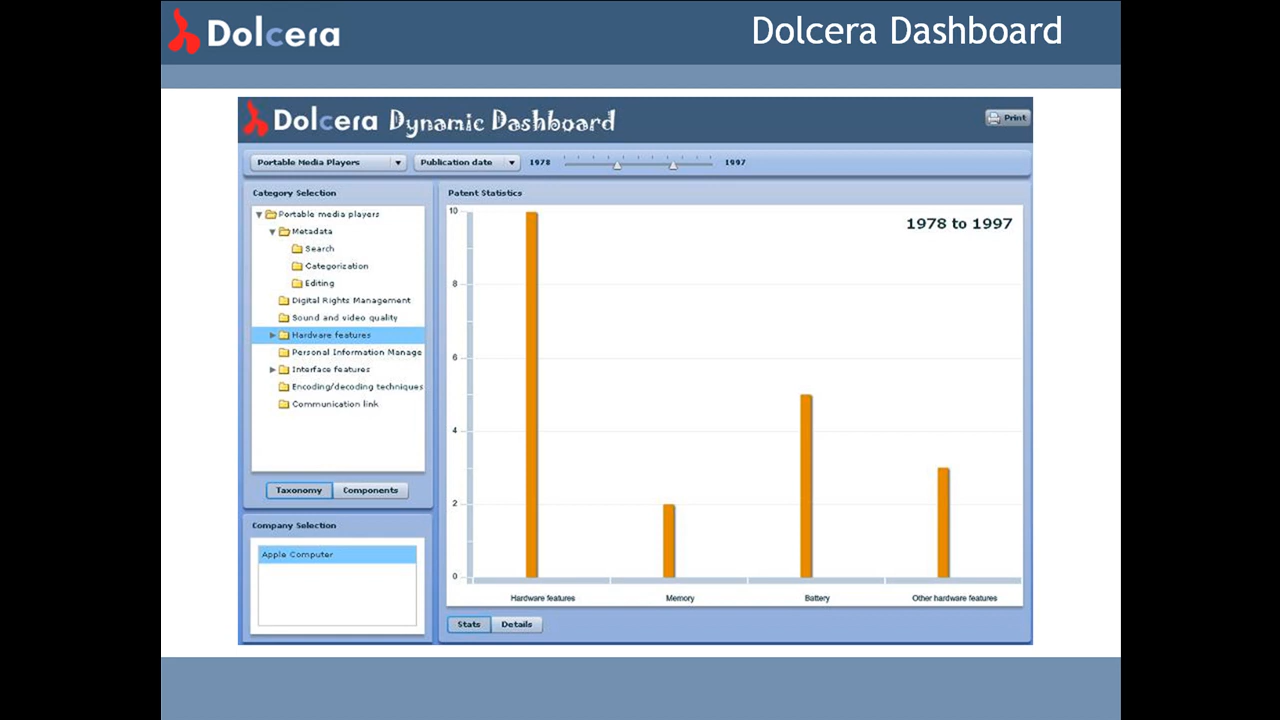 Dolcera
Dolcera Dashboard
Dolcera Dynamic Dashboard
Print
Portable Media Players
Publication date
1978
1997
Category Selection
Portable media players
Metadata
Search
Categorization
Editing
Digital Rights Management
Sound and video quality
Hardware features
Personal Information Manage
Interface features
Encoding/decoding techniques
Communication link
Taxonomy
Components
Company Selection
Apple Computer
Patent Statistics
1978 to 1997
10
8
6
4
2
0
Hardware features
Memory
Battery
Other hardware features
Stats
Details